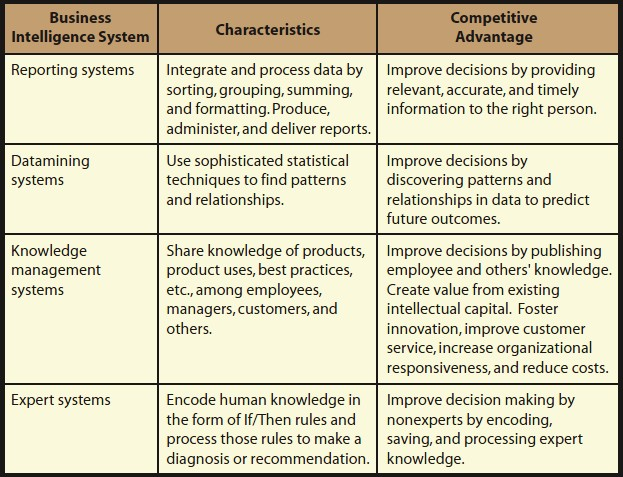 Business
Intelligence System
Characteristics
Competitive
Advantage
Reporting systems
Integrate and process data by
sorting, grouping, summing,
and formatting. Produce,
administer, and deliver reports.
Improve decisions by providing
relevant, accurate, and timely
information to the right person.
Datamining
systems
Use sophisticated statistical
techniques to find patterns
and relationships.
Improve decisions by
discovering patterns and
relationships in data to predict
future outcomes.
Knowledge
management
systems
Share knowledge of products,
product uses, best practices,
etc., among employees,
managers, customers, and
others.
Improve decisions by publishing
employee and others' knowledge.
Create value from existing
intellectual capital. Foster
innovation, improve customer
service, increase organizational
responsiveness, and reduce costs.
Expert systems
Encode human knowledge in
the form of If/Then rules and
process those rules to make a
diagnosis or recommendation.
Improve decision making by
nonexperts by encoding,
saving, and processing expert
knowledge.